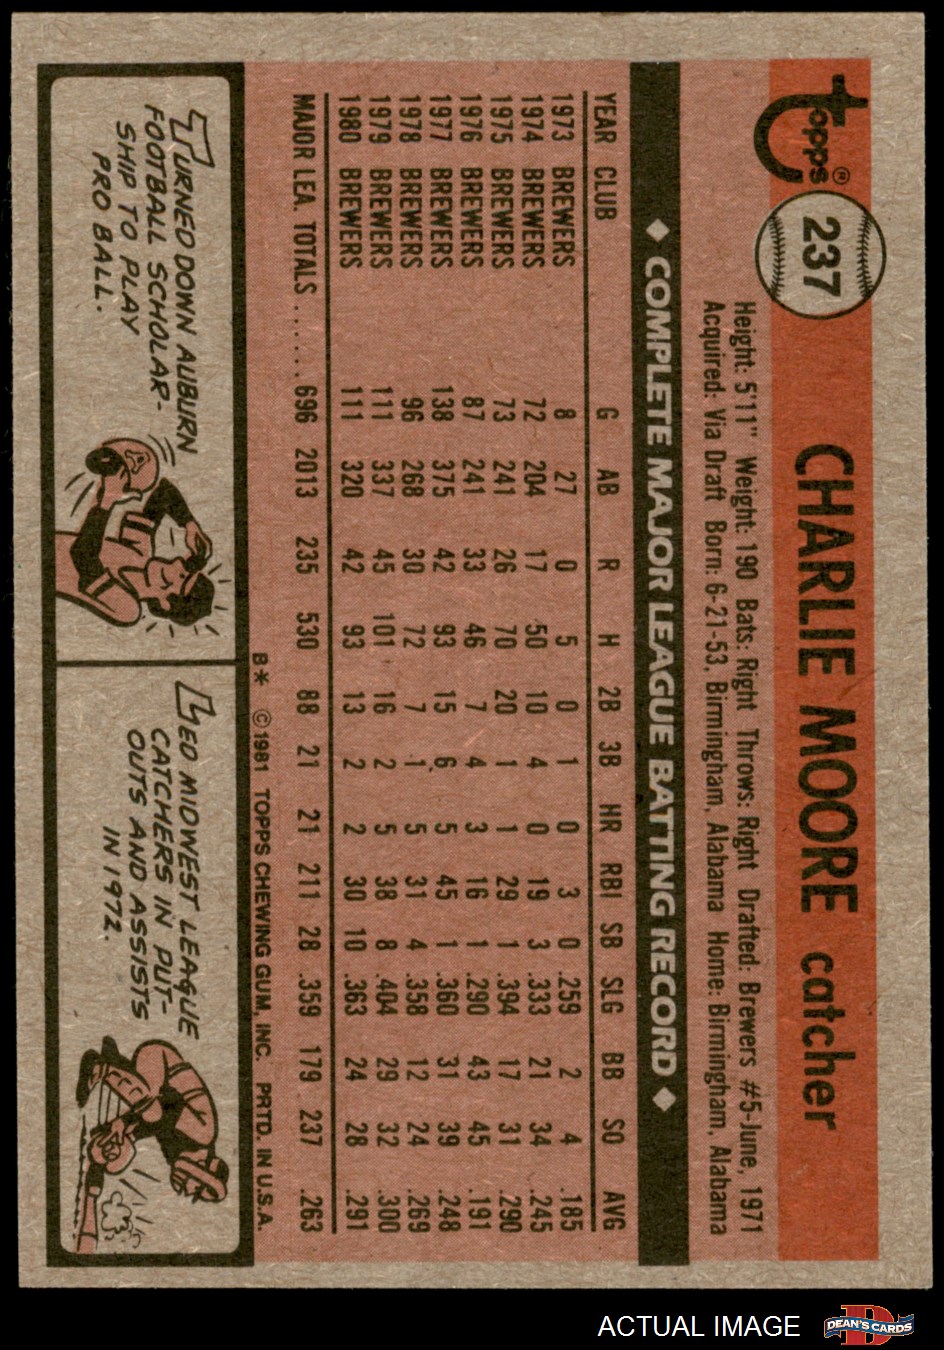 Topps®
237
CHARLIE MOORE catcher
Height: 5'11" Weight: 190 Bats: Right Throws: Right Drafted: Brewers #5-June, 1971
Acquired: Via Draft Born: 6-21-53, Birmingham, Alabama Home: Birmingham, Alabama
◆ COMPLETE MAJOR LEAGUE BATTING RECORD ◆
YEAR CLUB G AB R H 2B 3B HR RBI SB SLG BB SO AVG
1973 BREWERS 8 27 0 5 0 1 0 3 0 .259 2 4 .185
1974 BREWERS 72 204 17 50 10 4 0 19 3 .333 21 34 .245
1975 BREWERS 73 241 26 70 20 1 1 29 1 .394 17 31 .290
1976 BREWERS 87 241 33 46 7 4 3 16 1 .290 43 45 .191
1977 BREWERS 138 375 42 93 15 6 5 45 1 .360 31 39 .248
1978 BREWERS 96 268 30 72 7 1 5 31 4 .358 12 24 .269
1979 BREWERS 111 337 45 101 16 2 5 38 8 .404 29 32 .300
1980 BREWERS 111 320 42 93 13 2 2 30 10 .363 24 28 .291
MAJOR LEA. TOTALS ....... 696 2013 235 530 88 21 21 211 28 .359 179 237 .263
B* ©1981 TOPPS CHEWING GUM, INC. PRTD. IN U.S.A.
TURNED DOWN AUBURN
FOOTBALL SCHOLAR-
SHIP TO PLAY
PRO BALL.
A
LED MIDWEST LEAGUE
CATCHERS IN PUT-
OUTS AND ASSISTS
IN 1972.
ACTUAL IMAGE
D
DEAN'S CARDS